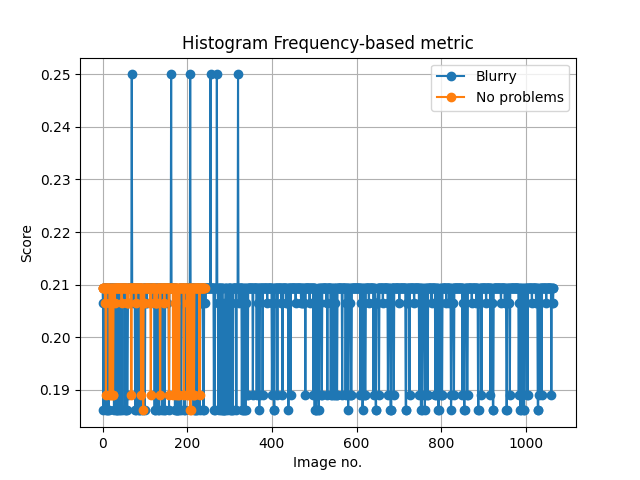 Histogram Frequency-based metric
Blurry
No problems
Score
0.25
0.24
0.23
0.22
0.21
0.20
0.19
0 200 400 600 800 1000
Image no.